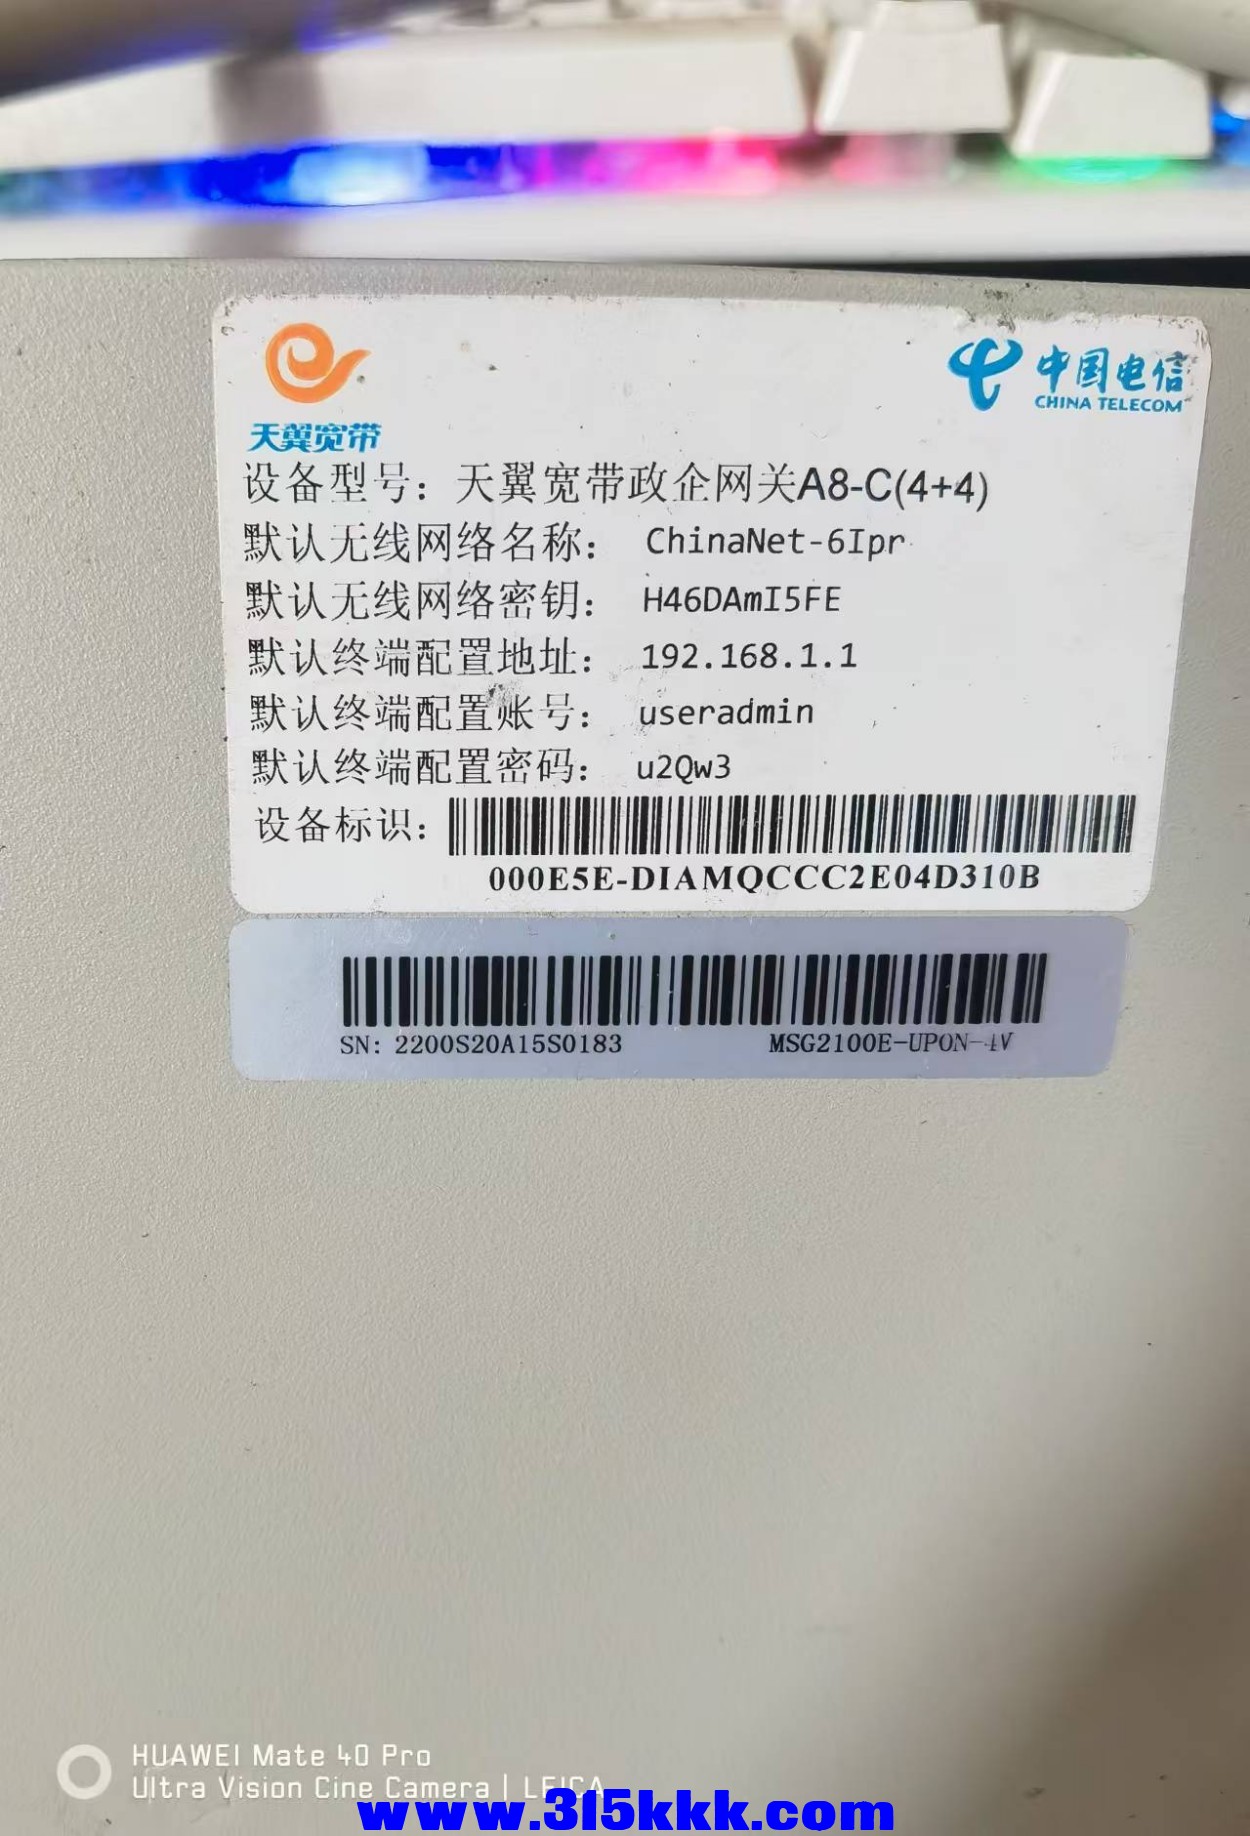 天翼宽带
中国电信
CHINA TELECOM
设备型号：天翼宽带政企网关A8-C(4+4)
默认无线网络名称： ChinaNet-6Ipr
默认无线网络密钥： H46DAmI5FE
默认终端配置地址： 192.168.1.1
默认终端配置账号： useradmin
默认终端配置密码： u2Qw3
设备标识：
000E5E-DIAMQCCC2E04D310B
SN: 2200S20A15S0183 MSG2100E-UPON-4V
HUAWEI Mate 40 Pro
Ultra Vision Cine Camera | LEICA
www.3l5kkk.com